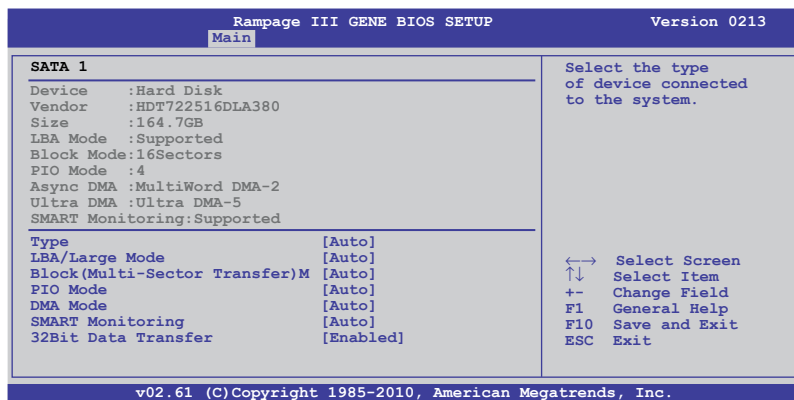 Rampage III GENE BIOS SETUP Version 0213
Main
SATA 1
Device :Hard Disk
Vendor :HDT722516DLA380
Size :164.7GB
LBA Mode :Supported
Block Mode:16Sectors
PIO Mode :4
Async DMA :MultiWord DMA-2
Ultra DMA :Ultra DMA-5
SMART Monitoring:Supported
Type [Auto]
LBA/Large Mode [Auto]
Block(Multi-Sector Transfer)M [Auto]
PIO Mode [Auto]
DMA Mode [Auto]
SMART Monitoring [Auto]
32Bit Data Transfer [Enabled]
Select the type
of device connected
to the system.
←→ Select Screen
↑↓ Select Item
+- Change Field
F1 General Help
F10 Save and Exit
ESC Exit
v02.61 (C)Copyright 1985-2010, American Megatrends, Inc.